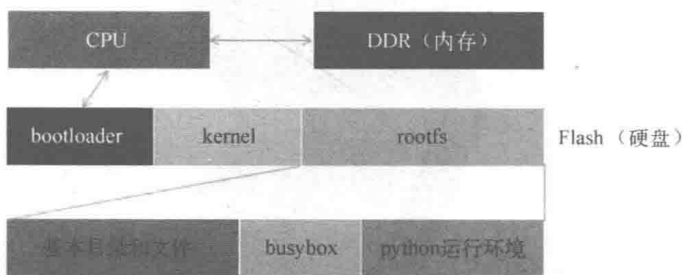 CPU
DDR（内存）
bootloader
kernel
rootfs
Flash（硬盘）
基本目录和文件
busybox
python运行环境